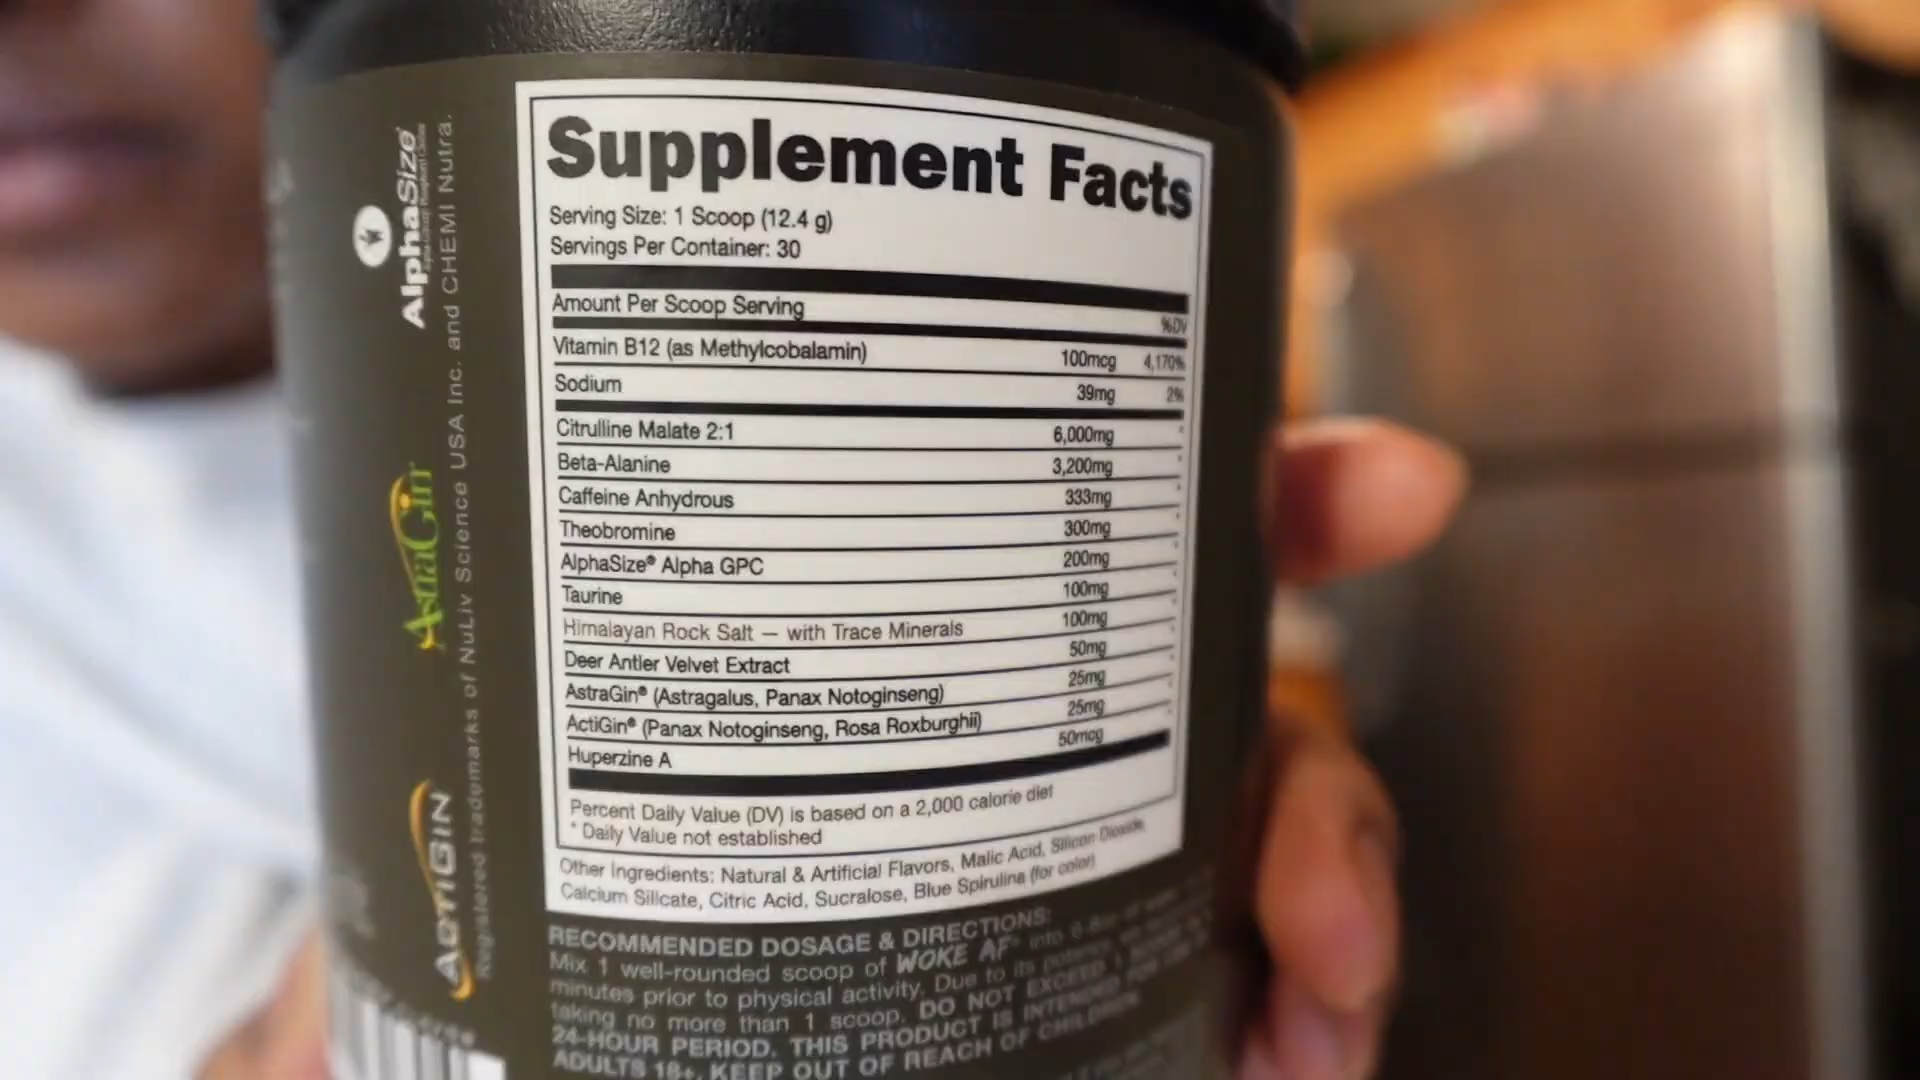 Supplement Facts
Serving Size: 1 Scoop (12.4 g)
Servings Per Container: 30
Amount Per Scoop Serving
%DV
Vitamin B12 (as Methylcobalamin) 100mcg 4,170%
Sodium 39mg 2%
Citrulline Malate 2:1 6,000mg *
Beta-Alanine 3,200mg *
Caffeine Anhydrous 333mg *
Theobromine 300mg *
AlphaSize® Alpha GPC 200mg *
Taurine 100mg *
Himalayan Rock Salt – with Trace Minerals 100mg *
Deer Antler Velvet Extract 50mg *
AstraGin® (Astragalus, Panax Notoginseng) 25mg *
ActiGin® (Panax Notoginseng, Rosa Roxburghii) 25mg *
Huperzine A 50mcg
Percent Daily Value (DV) is based on a 2,000 calorie diet
* Daily Value not established
Other Ingredients: Natural & Artificial Flavors, Malic Acid, Silicon Dioxide,
Calcium Silicate, Citric Acid, Sucralose, Blue Spirulina (for color)
RECOMMENDED DOSAGE & DIRECTIONS:
Mix 1 well-rounded scoop of WOKE AF® into
minutes prior to physical activity. Due to its
taking no more than 1 scoop. DO NOT EXCEED 1
24-HOUR PERIOD. THIS PRODUCT IS INTENDED FOR
ADULTS 18+. KEEP OUT OF REACH OF CHILDREN
AlphaSize
AstraGin
ActiGin
Registered trademarks of NuLiv Science USA Inc. and CHEMI Nutra.